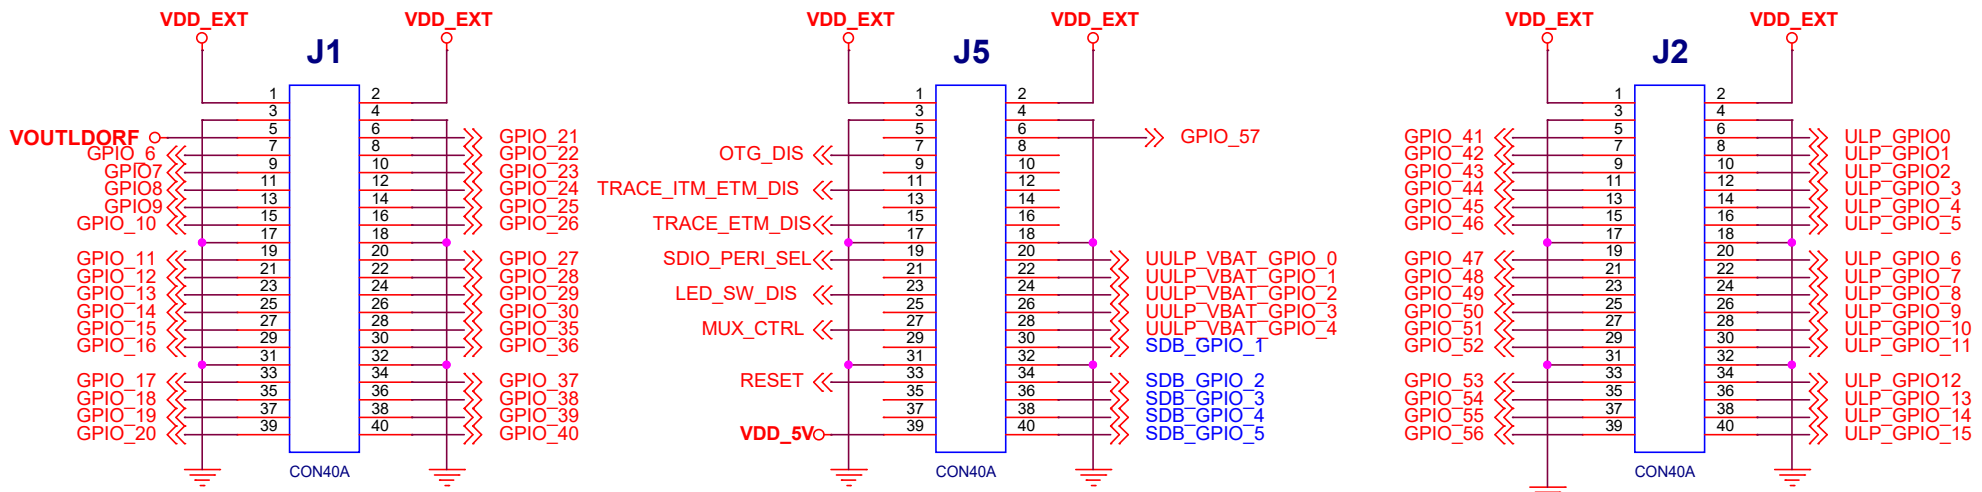 VDD_EXT VDD_EXT
J1
1 2
3 4
VOUTLDORF 5 6 GPIO_21
GPIO_6 7 8 GPIO_22
GPIO7 9 10 GPIO_23
GPIO8 11 12 GPIO_24
GPIO9 13 14 GPIO_25
GPIO_10 15 16 GPIO_26
17 18
GPIO_11 19 20 GPIO_27
GPIO_12 21 22 GPIO_28
GPIO_13 23 24 GPIO_29
GPIO_14 25 26 GPIO_30
GPIO_15 27 28 GPIO_35
GPIO_16 29 30 GPIO_36
31 32
GPIO_17 33 34 GPIO_37
GPIO_18 35 36 GPIO_38
GPIO_19 37 38 GPIO_39
GPIO_20 39 40 GPIO_40
CON40A
VDD_EXT VDD_EXT
J5
1 2
3 4
5 6 GPIO_57
OTG_DIS 7 8
9 10
TRACE_ITM_ETM_DIS 11 12
13 14
TRACE_ETM_DIS 15 16
17 18
SDIO_PERI_SEL 19 20 UULP_VBAT_GPIO_0
21 22 UULP_VBAT_GPIO_1
LED_SW_DIS 23 24 UULP_VBAT_GPIO_2
25 26 UULP_VBAT_GPIO_3
MUX_CTRL 27 28 UULP_VBAT_GPIO_4
29 30 SDB_GPIO_1
31 32
RESET 33 34 SDB_GPIO_2
35 36 SDB_GPIO_3
37 38 SDB_GPIO_4
VDD_5V 39 40 SDB_GPIO_5
CON40A
VDD_EXT VDD_EXT
J2
1 2
3 4
GPIO_41 5 6 ULP_GPIO0
GPIO_42 7 8 ULP_GPIO1
GPIO_43 9 10 ULP_GPIO2
GPIO_44 11 12 ULP_GPIO_3
GPIO_45 13 14 ULP_GPIO_4
GPIO_46 15 16 ULP_GPIO_5
17 18
GPIO_47 19 20 ULP_GPIO_6
GPIO_48 21 22 ULP_GPIO_7
GPIO_49 23 24 ULP_GPIO_8
GPIO_50 25 26 ULP_GPIO_9
GPIO_51 27 28 ULP_GPIO_10
GPIO_52 29 30 ULP_GPIO_11
31 32
GPIO_53 33 34 ULP_GPIO12
GPIO_54 35 36 ULP_GPIO_13
GPIO_55 37 38 ULP_GPIO_14
GPIO_56 39 40 ULP_GPIO_15
CON40A